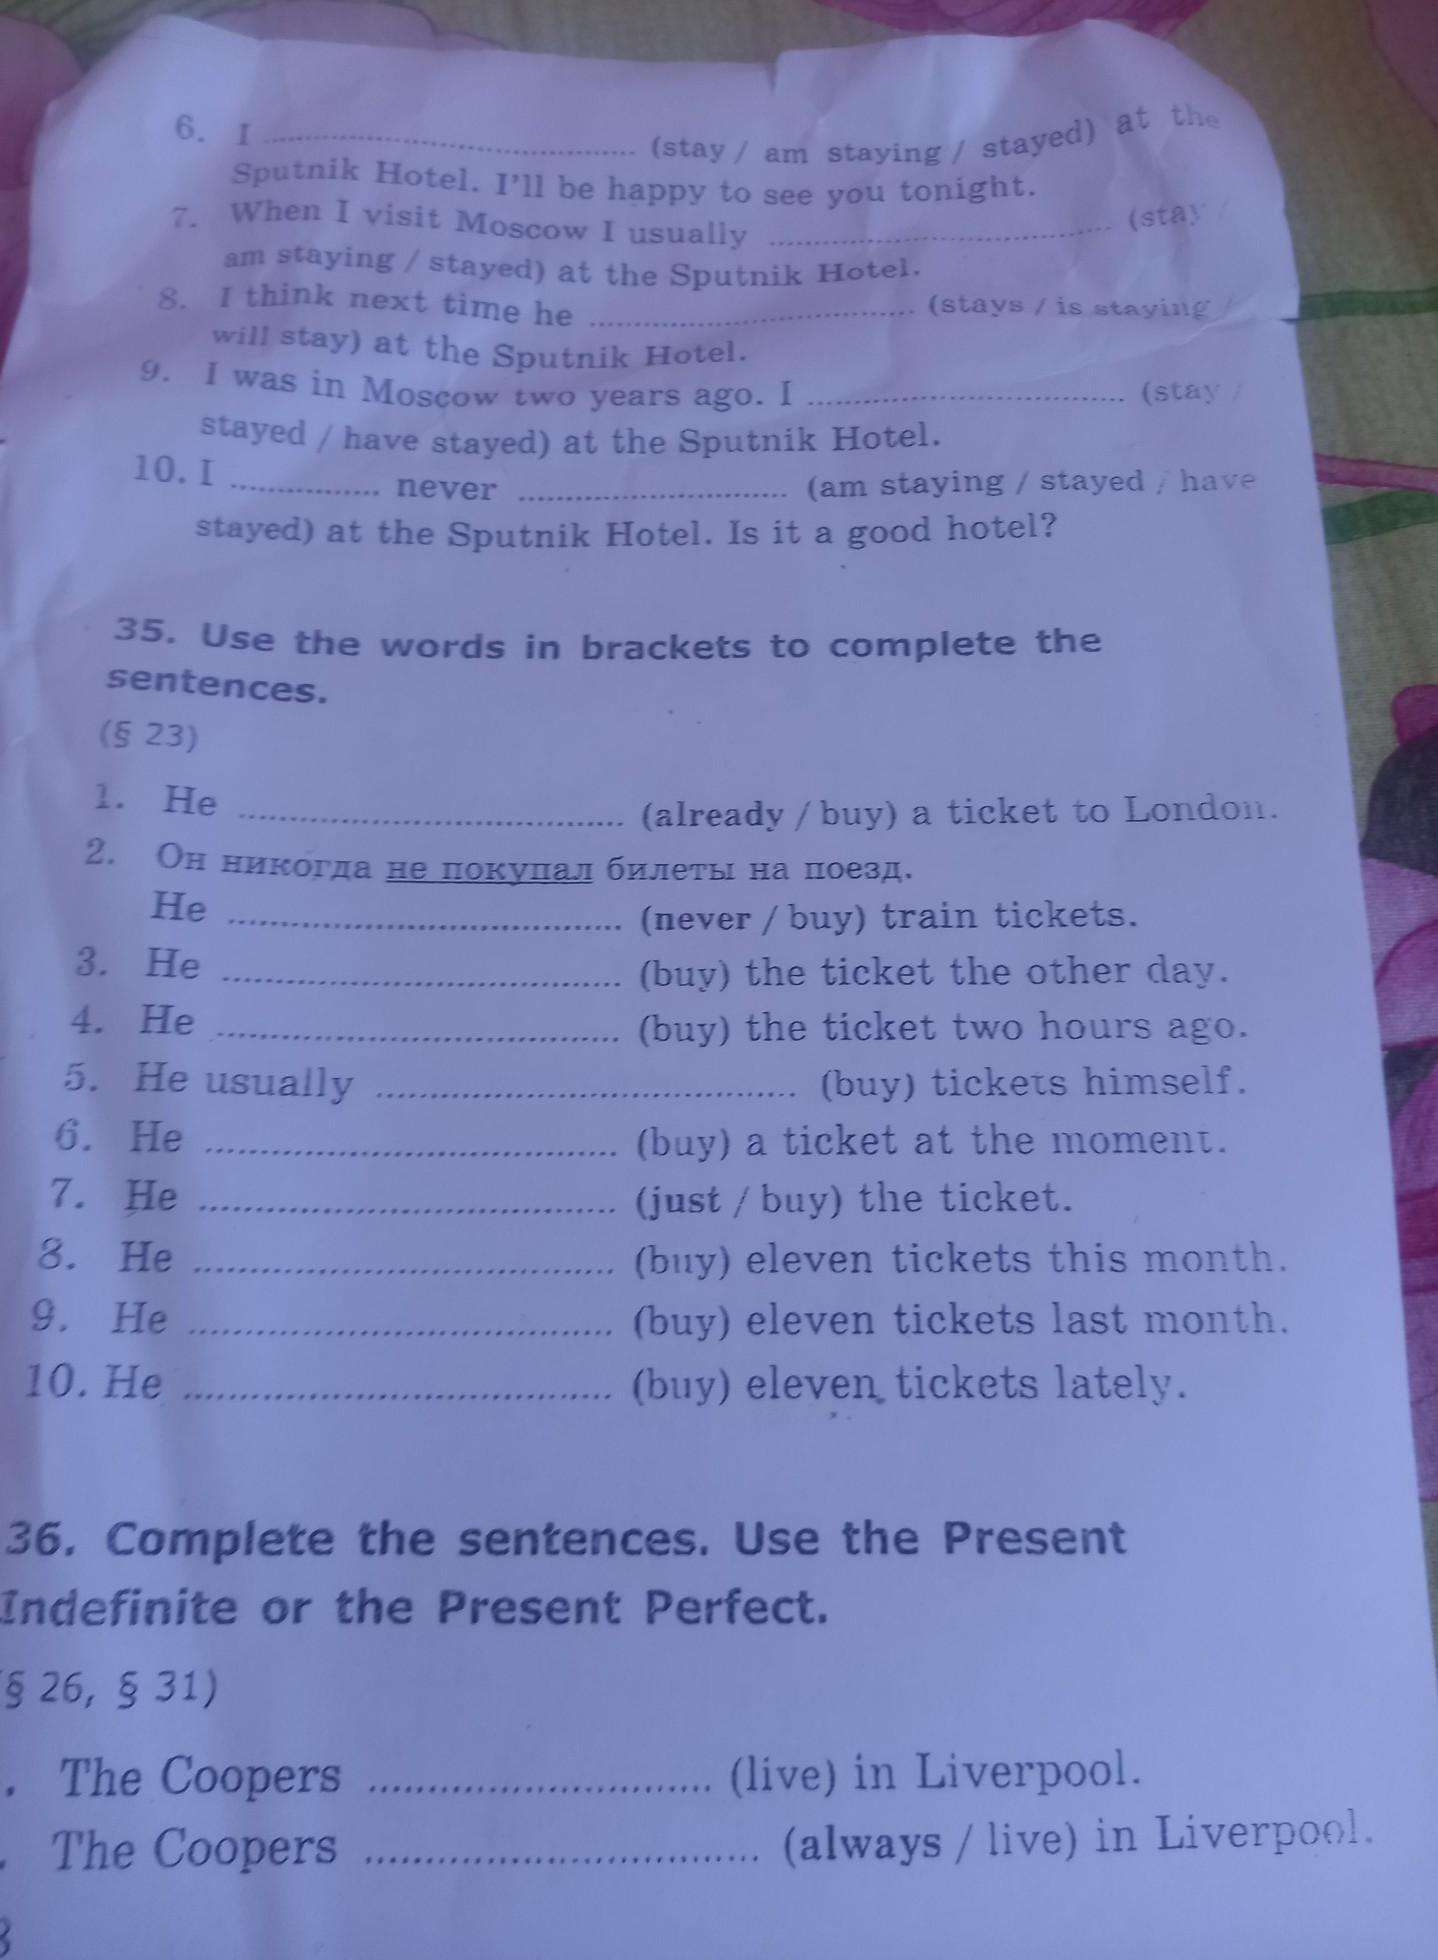 6. I .......... (stay / am staying / stayed) at the
Sputnik Hotel. I'll be happy to see you tonight.
7. When I visit Moscow I usually .......... (stay /
am staying / stayed) at the Sputnik Hotel.
8. I think next time he .......... (stays / is staying /
will stay) at the Sputnik Hotel.
9. I was in Moscow two years ago. I .......... (stay /
stayed / have stayed) at the Sputnik Hotel.
10. I .......... never .......... (am staying / stayed / have
stayed) at the Sputnik Hotel. Is it a good hotel?
35. Use the words in brackets to complete the
sentences.
(§ 23)
1. He .......... (already / buy) a ticket to London.
2. Он никогда не покупал билеты на поезд.
He .......... (never / buy) train tickets.
3. He .......... (buy) the ticket the other day.
4. He .......... (buy) the ticket two hours ago.
5. He usually .......... (buy) tickets himself.
6. He .......... (buy) a ticket at the moment.
7. He .......... (just / buy) the ticket.
8. He .......... (buy) eleven tickets this month.
9. He .......... (buy) eleven tickets last month.
10. He .......... (buy) eleven tickets lately.
36. Complete the sentences. Use the Present
Indefinite or the Present Perfect.
§ 26, § 31)
. The Coopers .......... (live) in Liverpool.
. The Coopers .......... (always / live) in Liverpool.